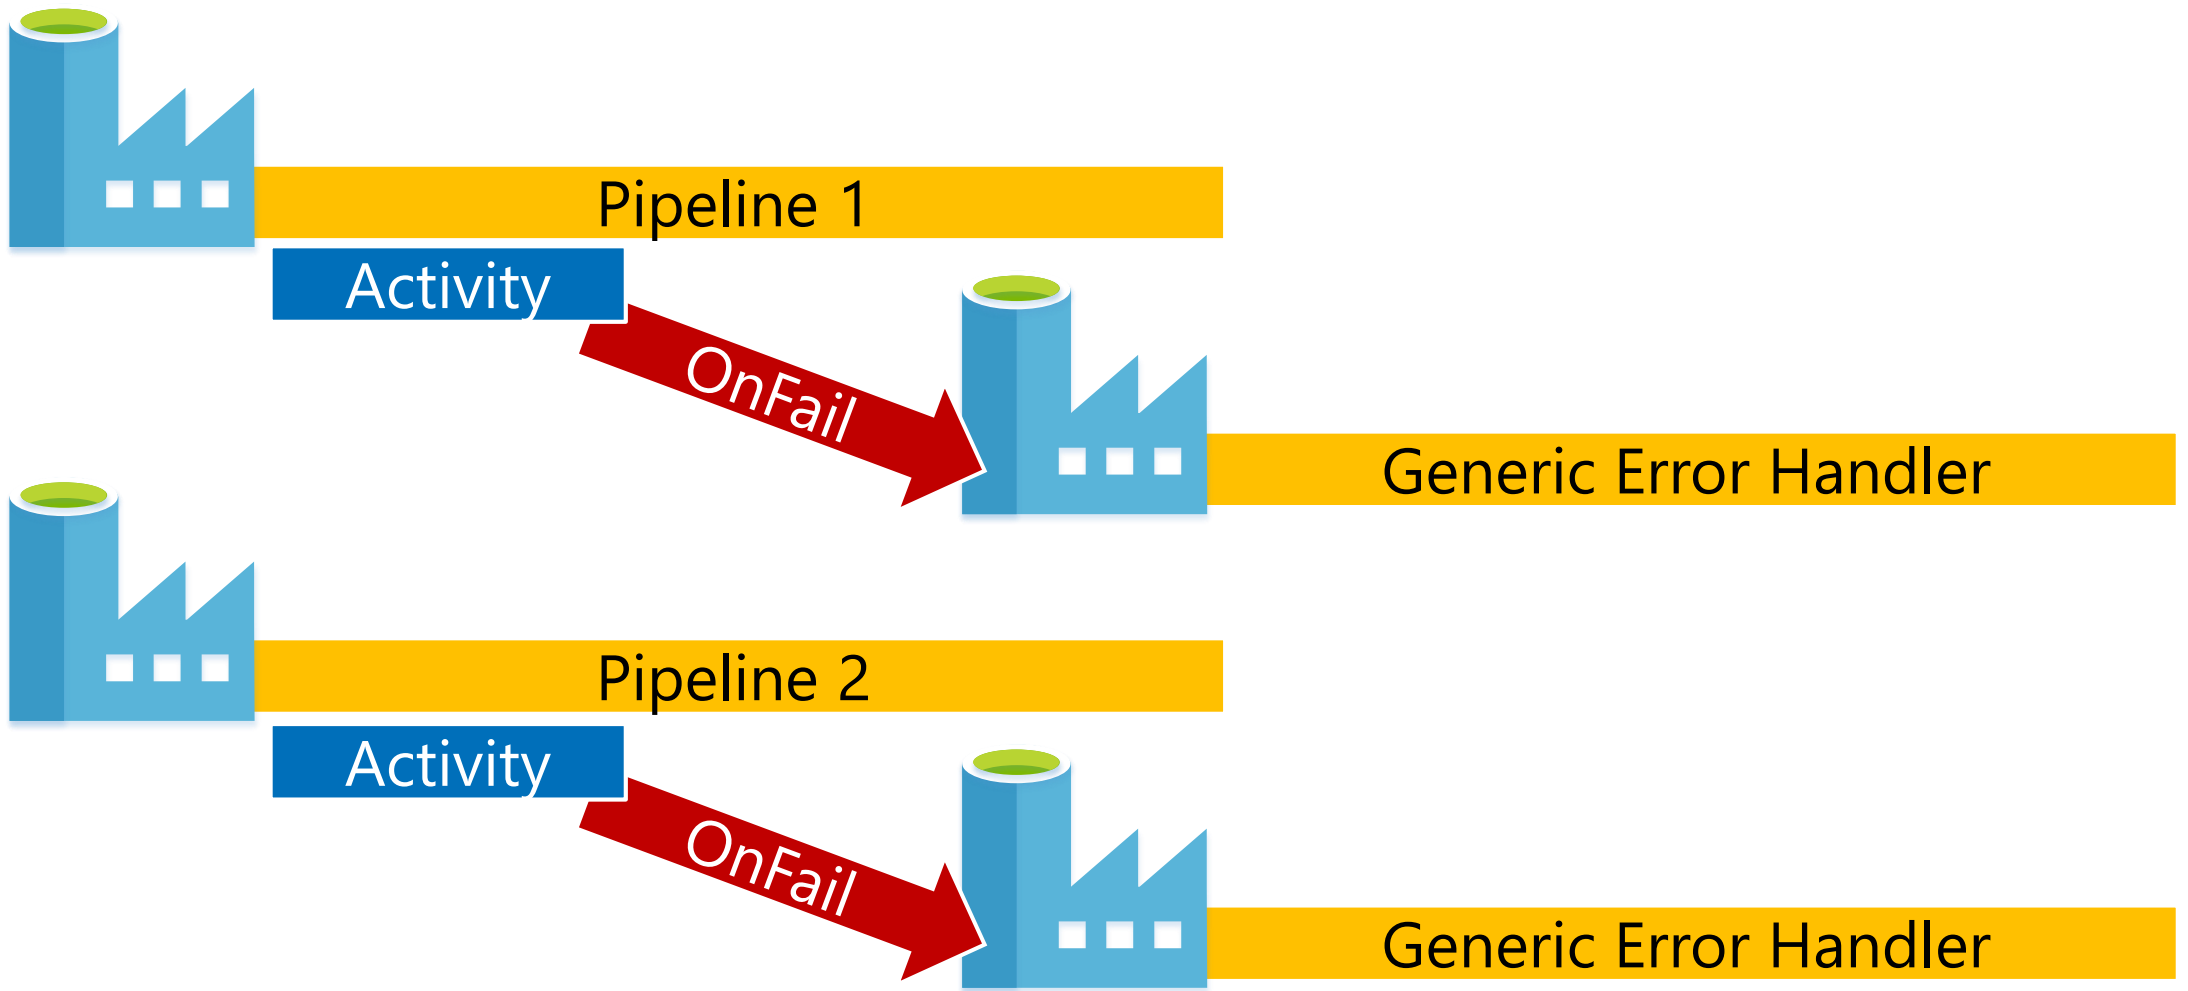 Pipeline 1
Activity
OnFail
Generic Error Handler
Pipeline 2
Activity
OnFail
Generic Error Handler